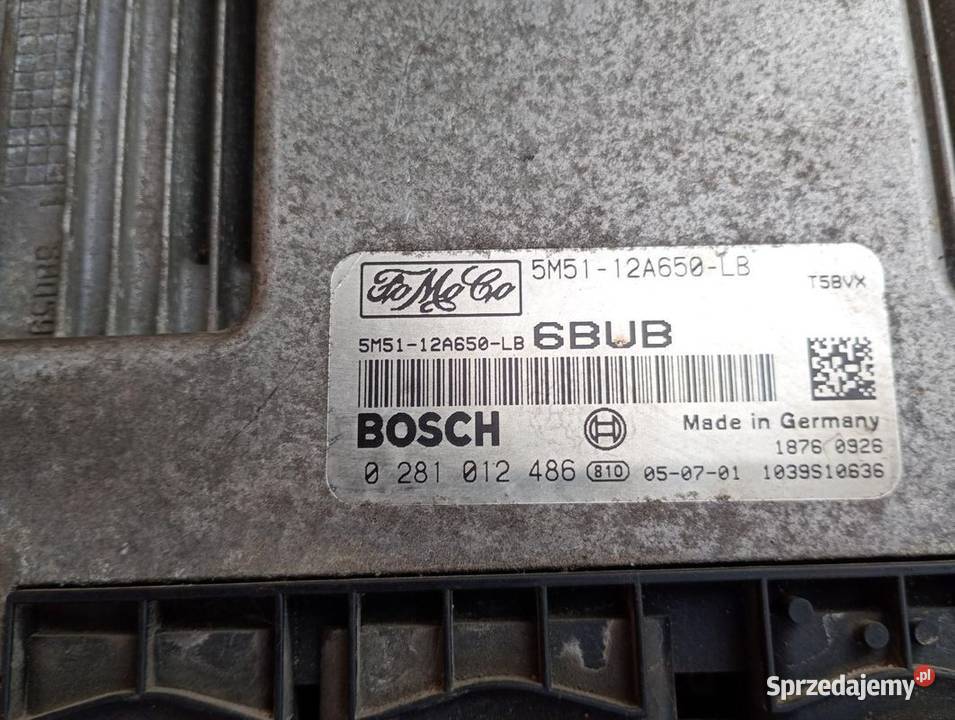 FoMoCo 5M51-12A650-LB T5BVX
5M51-12A650-LB 6BUB
BOSCH Made in Germany
1876 0926
0 281 012 486 810 05-07-01 1039S10636
Sprzedajemy.pl